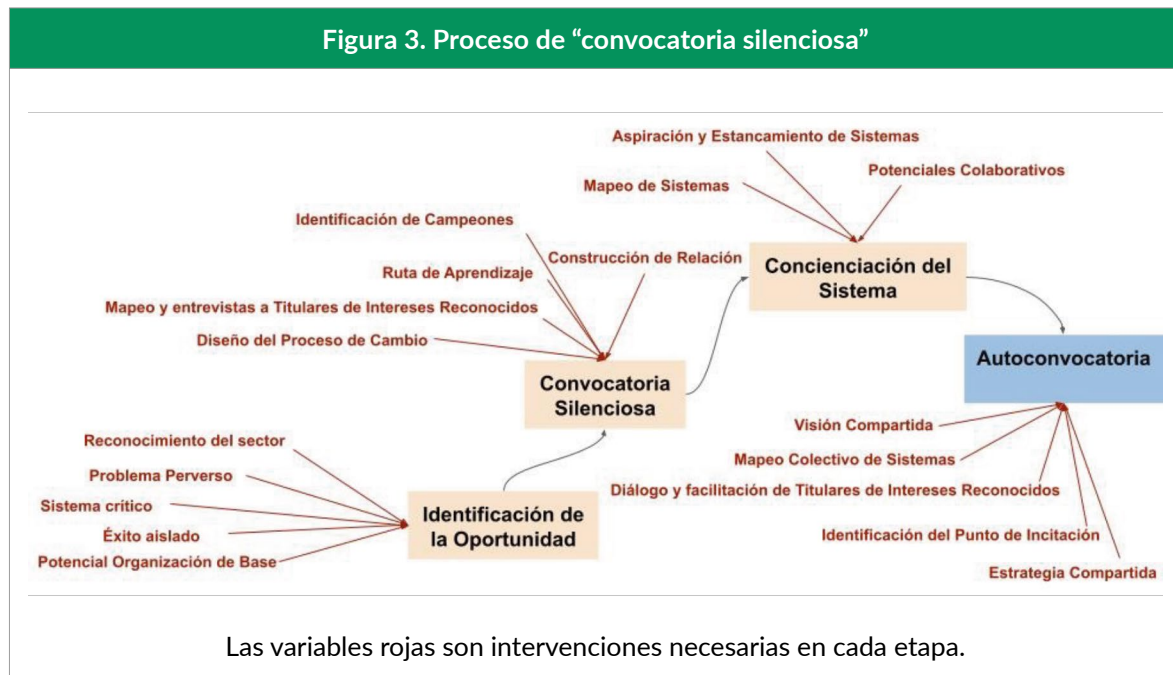 Figura 3. Proceso de “convocatoria silenciosa”
Aspiración y Estancamiento de Sistemas
Potenciales Colaborativos
Mapeo de Sistemas
Identificación de Campeones
Construcción de Relación
Ruta de Aprendizaje
Mapeo y entrevistas a Titulares de Intereses Reconocidos
Diseño del Proceso de Cambio
Concienciación del
Sistema
Autoconvocatoria
Convocatoria
Silenciosa
Visión Compartida
Mapeo Colectivo de Sistemas
Diálogo y facilitación de Titulares de Intereses Reconocidos
Identificación del Punto de Incitación
Estrategia Compartida
Reconocimiento del sector
Problema Perverso
Sistema crítico
Éxito aislado
Potencial Organización de Base
Identificación de
la Oportunidad
Las variables rojas son intervenciones necesarias en cada etapa.